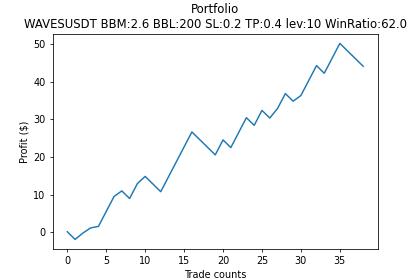 Portfolio
WAVESUSDT BBM:2.6 BBL:200 SL:0.2 TP:0.4 lev:10 WinRatio:62.0
50
40
30
20
10
0
Profit ($)
0 5 10 15 20 25 30 35
Trade counts